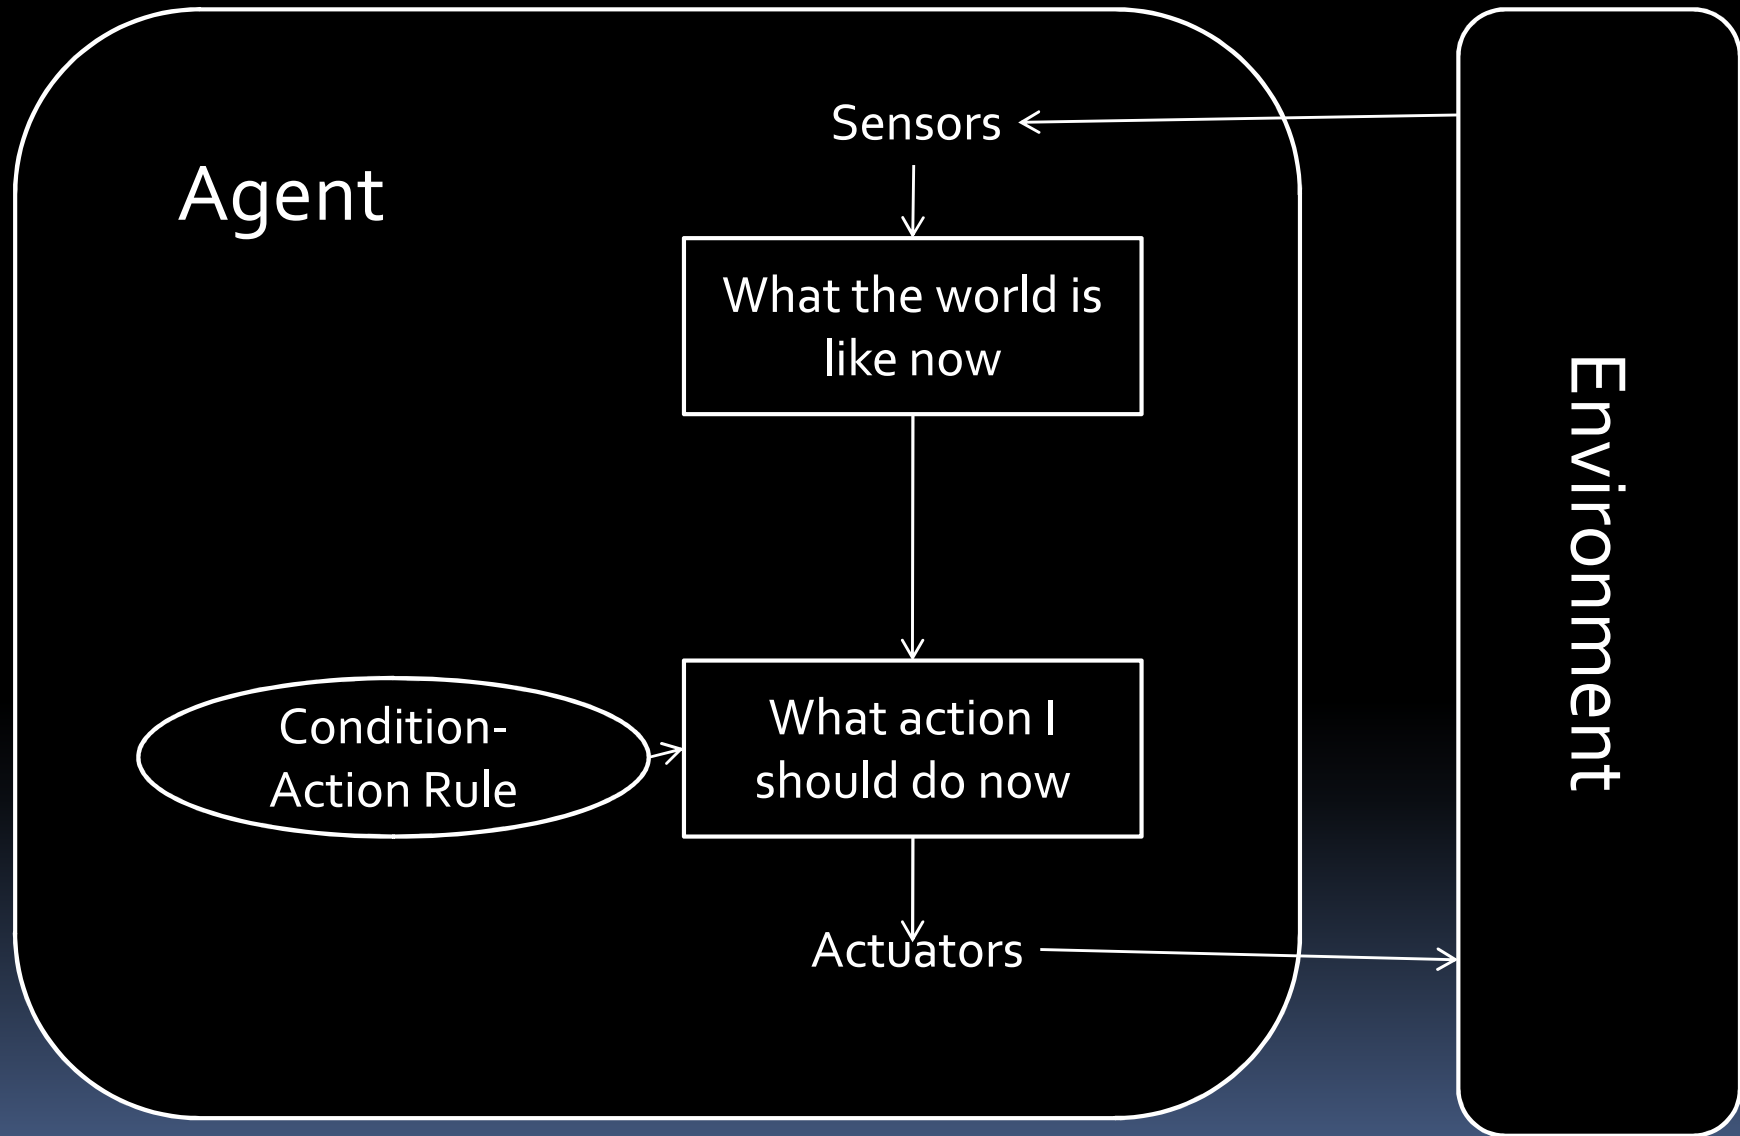 Sensors
Agent
What the world is
like now
Environment
Condition-
Action Rule
What action I
should do now
Actuators